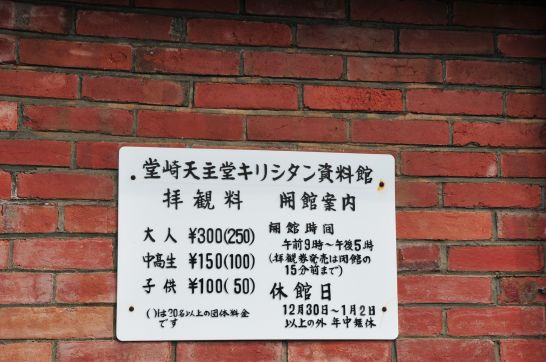 堂崎天主堂キリシタン資料館
拝観料
大人 ¥300(250)
中高生 ¥150(100)
子供 ¥100(50)
( )は20名以上の団体料金
です
開館案内
開館時間
午前9時〜午後5時
(拝観券発売は閉館の
15分前まで)
休館日
12月30日〜1月2日
以上の外 年中無休